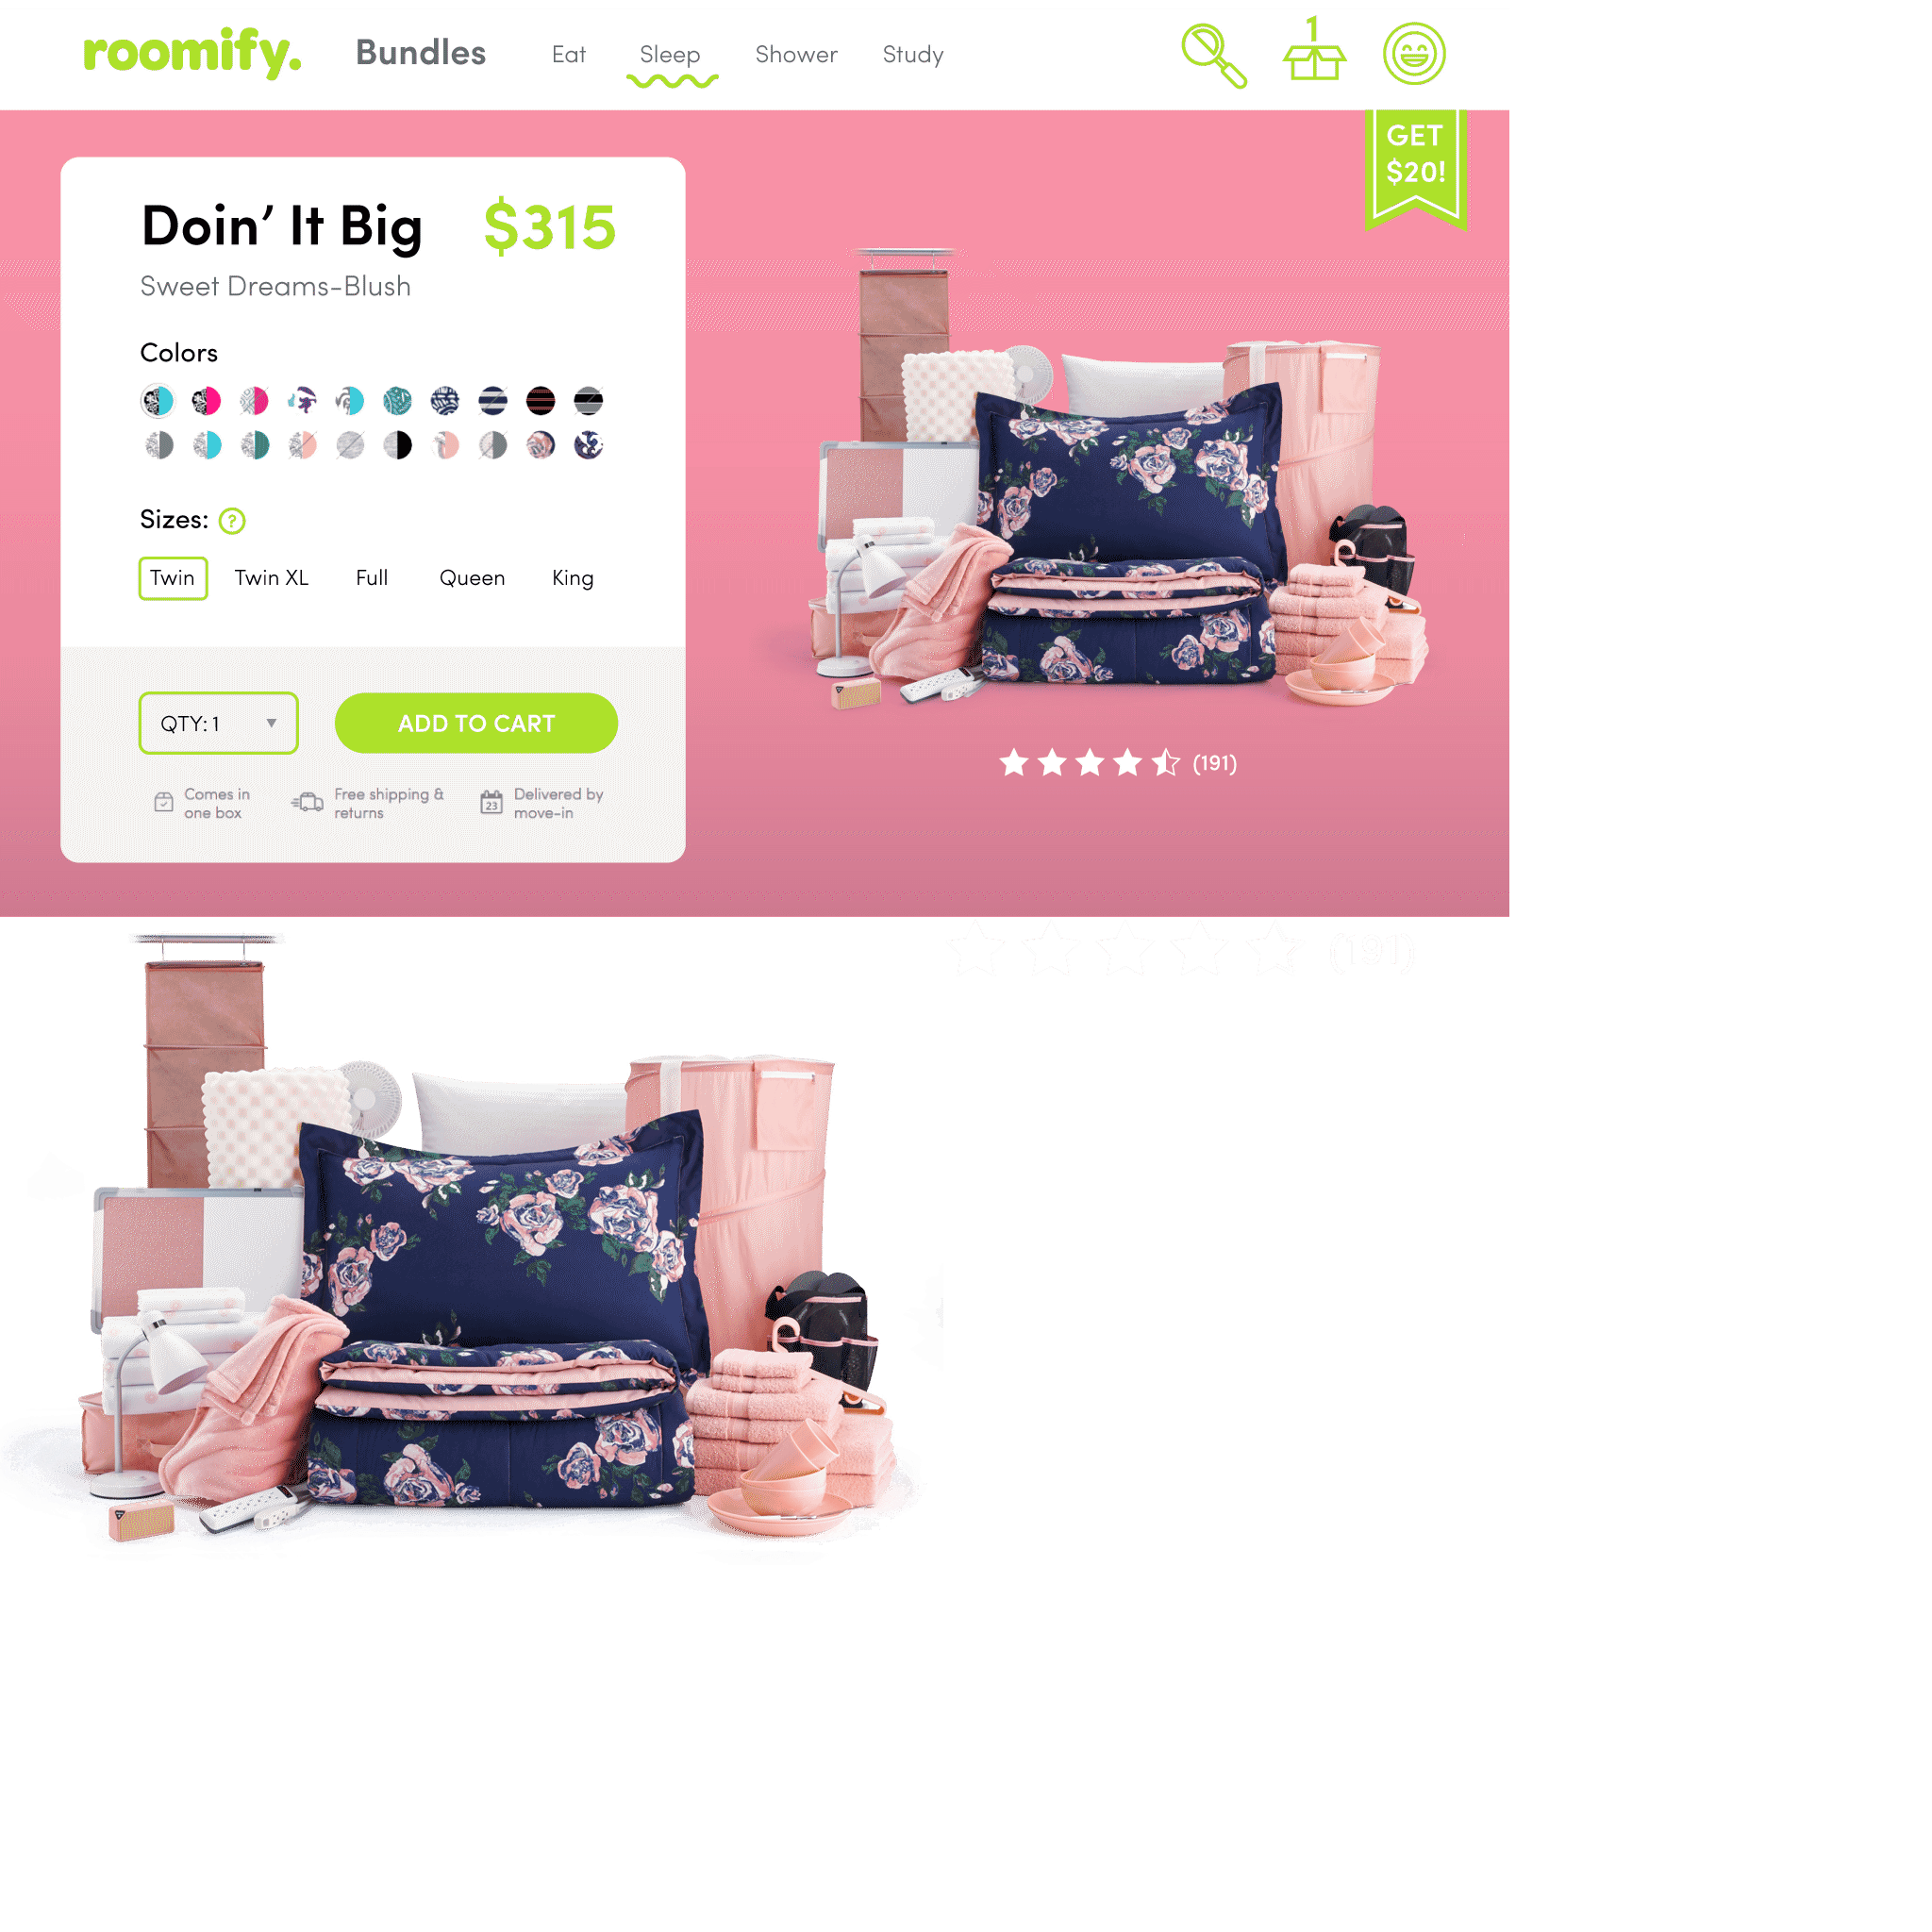 roomify.
Bundles
Eat
Sleep
Shower
Study
1
GET
$20!
Doin’ It Big
$315
Sweet Dreams-Blush
Colors
Sizes: ?
Twin
Twin XL
Full
Queen
King
QTY: 1
ADD TO CART
Comes in
one box
Free shipping &
returns
23
Delivered by
move-in
(191)
(191)